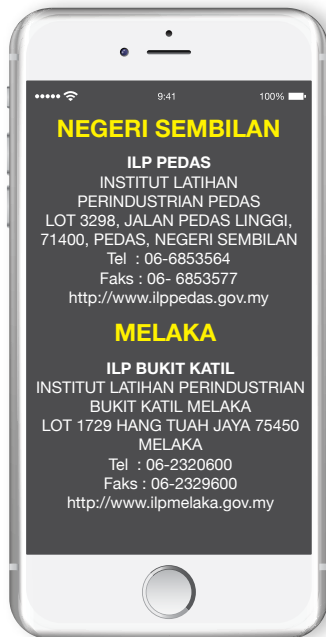 9:41
100%
NEGERI SEMBILAN
ILP PEDAS
INSTITUT LATIHAN
PERINDUSTRIAN PEDAS
LOT 3298, JALAN PEDAS LINGGI,
71400, PEDAS, NEGERI SEMBILAN
Tel : 06-6853564
Faks : 06- 6853577
http://www.ilppedas.gov.my
MELAKA
ILP BUKIT KATIL
INSTITUT LATIHAN PERINDUSTRIAN
BUKIT KATIL MELAKA
LOT 1729 HANG TUAH JAYA 75450
MELAKA
Tel : 06-2320600
Faks : 06-2329600
http://www.ilpmelaka.gov.my